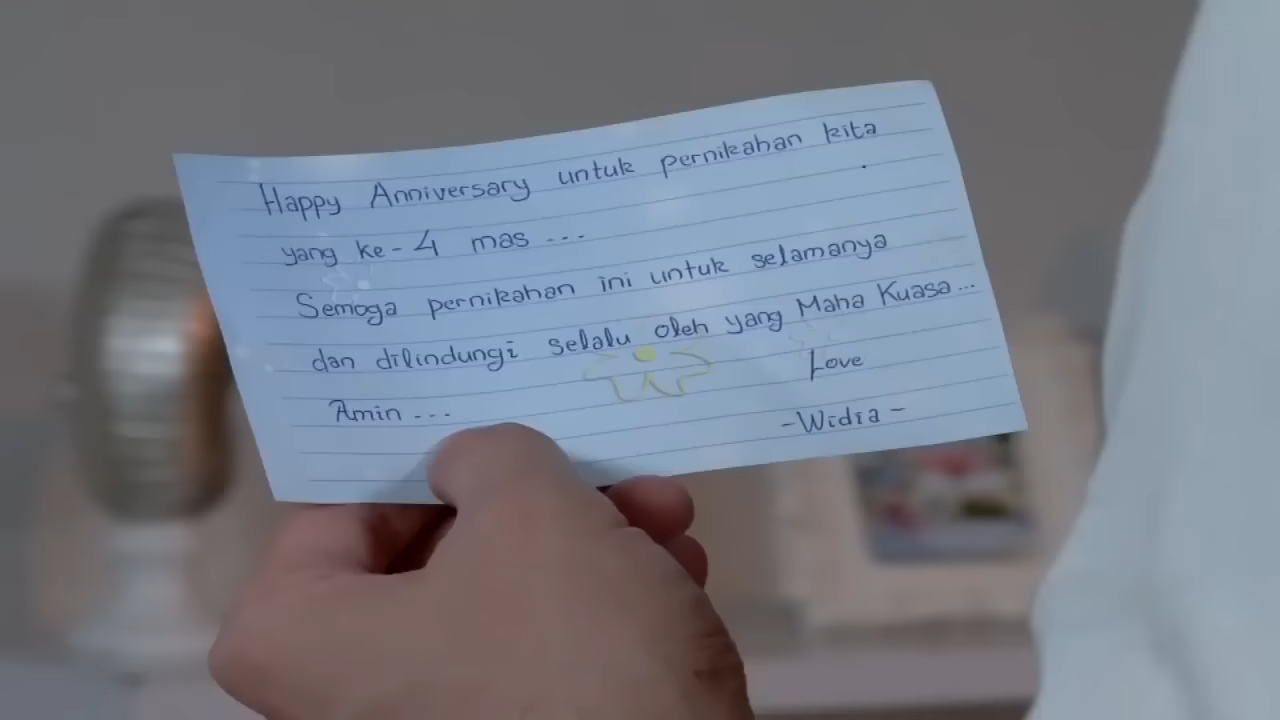 Happy Anniversary untuk pernikahan kita
yang ke-4 mas ...
Semoga pernikahan ini untuk selamanya
dan dilindungi selalu oleh yang Maha Kuasa...
Amin ...
Love
-Widia-